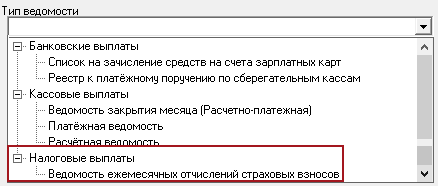 Тип ведомости
Банковские выплаты
Список на зачисление средств на счета зарплатных карт
Реестр к платёжному поручению по сберегательным кассам
Кассовые выплаты
Ведомость закрытия месяца (Расчетно-платежная)
Платёжная ведомость
Расчётная ведомость
Налоговые выплаты
Ведомость ежемесячных отчислений страховых взносов